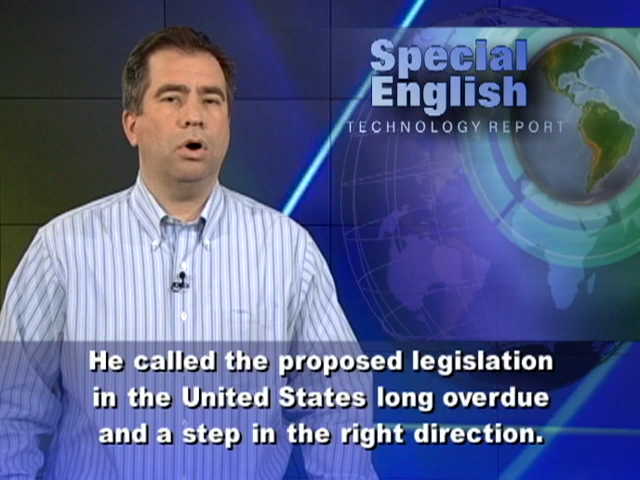 Special
English
TECHNOLOGY REPORT
He called the proposed legislation
in the United States long overdue
and a step in the right direction.